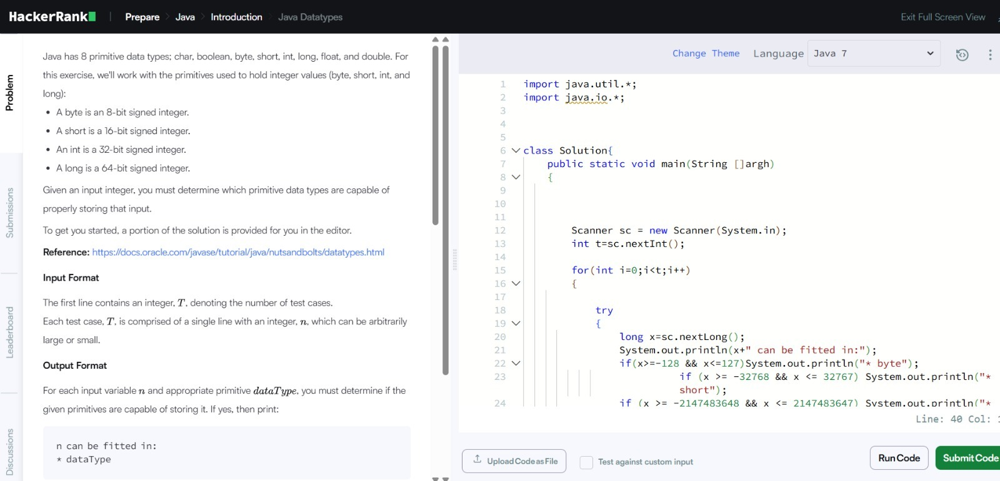 HackerRank | Prepare > Java > Introduction > Java Datatypes Exit Full Screen View
Problem
Submissions
Leaderboard
Discussions
Java has 8 primitive data types; char, boolean, byte, short, int, long, float, and double. For
this exercise, we'll work with the primitives used to hold integer values (byte, short, int, and
long):
• A byte is an 8-bit signed integer.
• A short is a 16-bit signed integer.
• An int is a 32-bit signed integer.
• A long is a 64-bit signed integer.
Given an input integer, you must determine which primitive data types are capable of
properly storing that input.
To get you started, a portion of the solution is provided for you in the editor.
Reference: https://docs.oracle.com/javase/tutorial/java/nutsandbolts/datatypes.html
Input Format
The first line contains an integer, T, denoting the number of test cases.
Each test case, T, is comprised of a single line with an integer, n, which can be arbitrarily
large or small.
Output Format
For each input variable n and appropriate primitive dataType, you must determine if the
given primitives are capable of storing it. If yes, then print:
n can be fitted in:
* dataType
Change Theme Language Java 7
1 import java.util.*;
2 import java.io.*;
3
4
5
6 class Solution{
7 public static void main(String []argh)
8 {
9
10
11
12 Scanner sc = new Scanner(System.in);
13 int t=sc.nextInt();
14
15 for(int i=0;i<t;i++)
16 {
17
18 try
19 {
20 long x=sc.nextLong();
21 System.out.println(x+" can be fitted in:");
22 if(x>=-128 && x<=127)System.out.println("* byte");
23 if (x >= -32768 && x <= 32767) System.out.println("*
short");
24 if (x >= -2147483648 && x <= 2147483647) System.out.println("*
Line: 40 Col: 1
Upload Code as File Test against custom input Run Code Submit Code